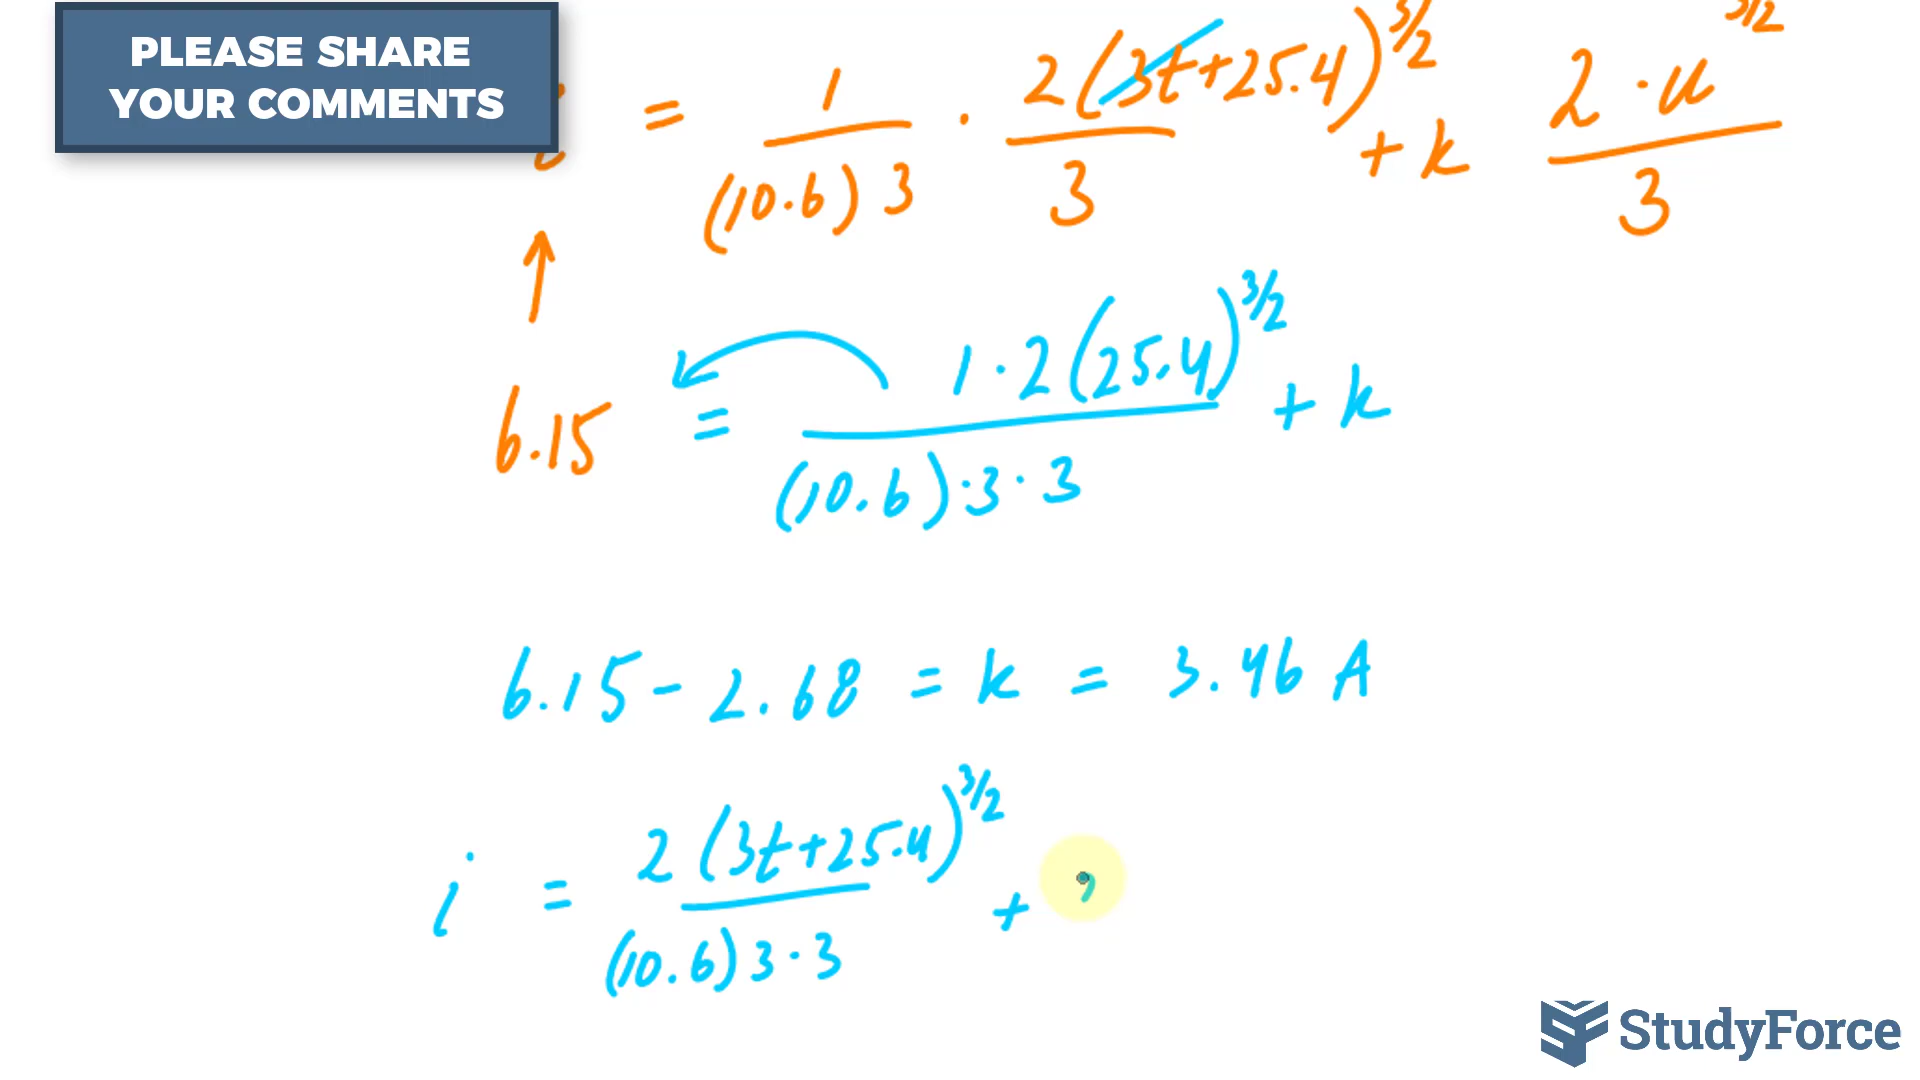 PLEASE SHARE
YOUR COMMENTS
= 1/((10.6)3) · 2(3t+25.4)^3/2/3 + k
2·u^3/2/3
6.15 = 1·2(25.4)^3/2/((10.6)·3·3) + k
6.15 - 2.68 = k = 3.46 A
i = 2(3t+25.4)^3/2/((10.6)3·3) +
StudyForce